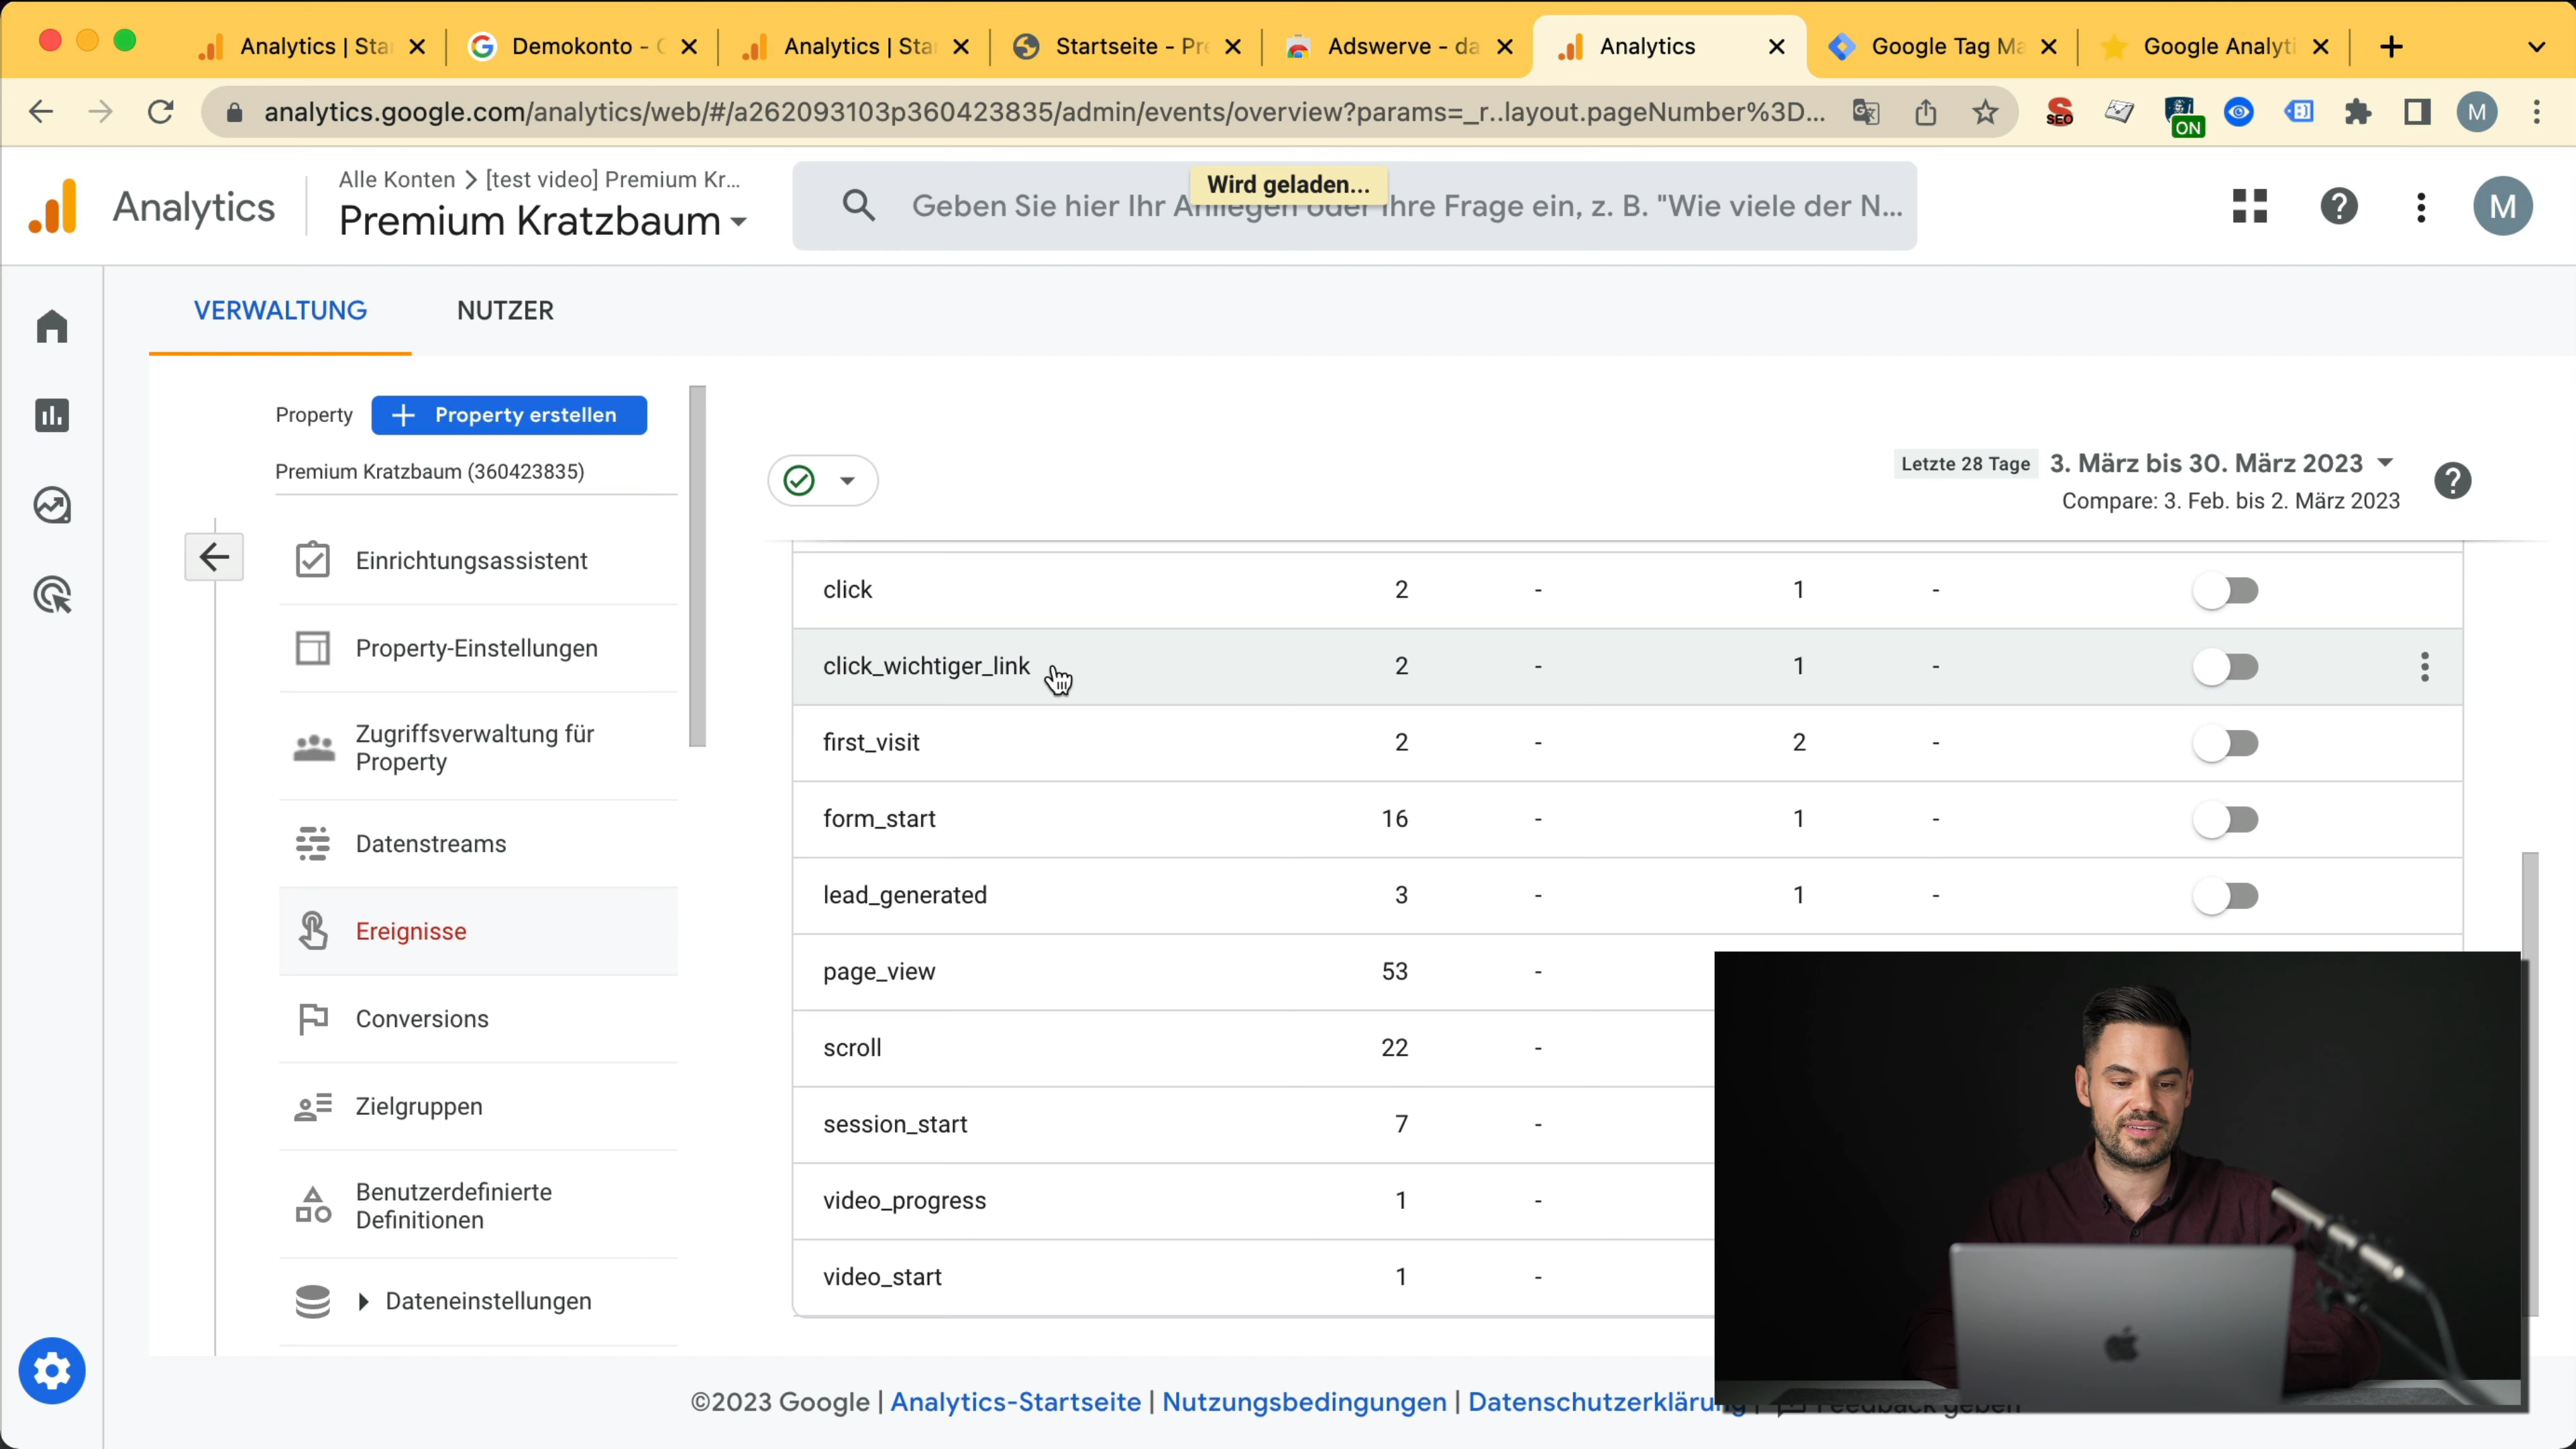 Analytics | Sta
Demokonto -
Analytics | Sta
Startseite - Pr
Adswerve - da
Analytics
Google Tag Ma
Google Analyti
analytics.google.com/analytics/web/#/a262093103p360423835/admin/events/overview?params=_r..layout.pageNumber%3D...
SEO
ON
M
Analytics
Alle Konten > [test video] Premium Kr...
Premium Kratzbaum
Wird geladen...
Geben Sie hier Ihr Anliegen oder Ihre Frage ein, z. B. "Wie viele der N...
M
VERWALTUNG
NUTZER
Property
+ Property erstellen
Premium Kratzbaum (360423835)
Einrichtungsassistent
Property-Einstellungen
Zugriffsverwaltung für
Property
Datenstreams
Ereignisse
Conversions
Zielgruppen
Benutzerdefinierte
Definitionen
Dateneinstellungen
Letzte 28 Tage 3. März bis 30. März 2023
Compare: 3. Feb. bis 2. März 2023
click 2 - 1 -
click_wichtiger_link 2 - 1 -
first_visit 2 - 2 -
form_start 16 - 1 -
lead_generated 3 - 1 -
page_view 53 -
scroll 22 -
session_start 7 -
video_progress 1 -
video_start 1 -
©2023 Google | Analytics-Startseite | Nutzungsbedingungen | Datenschutzerklärung | Feedback geben